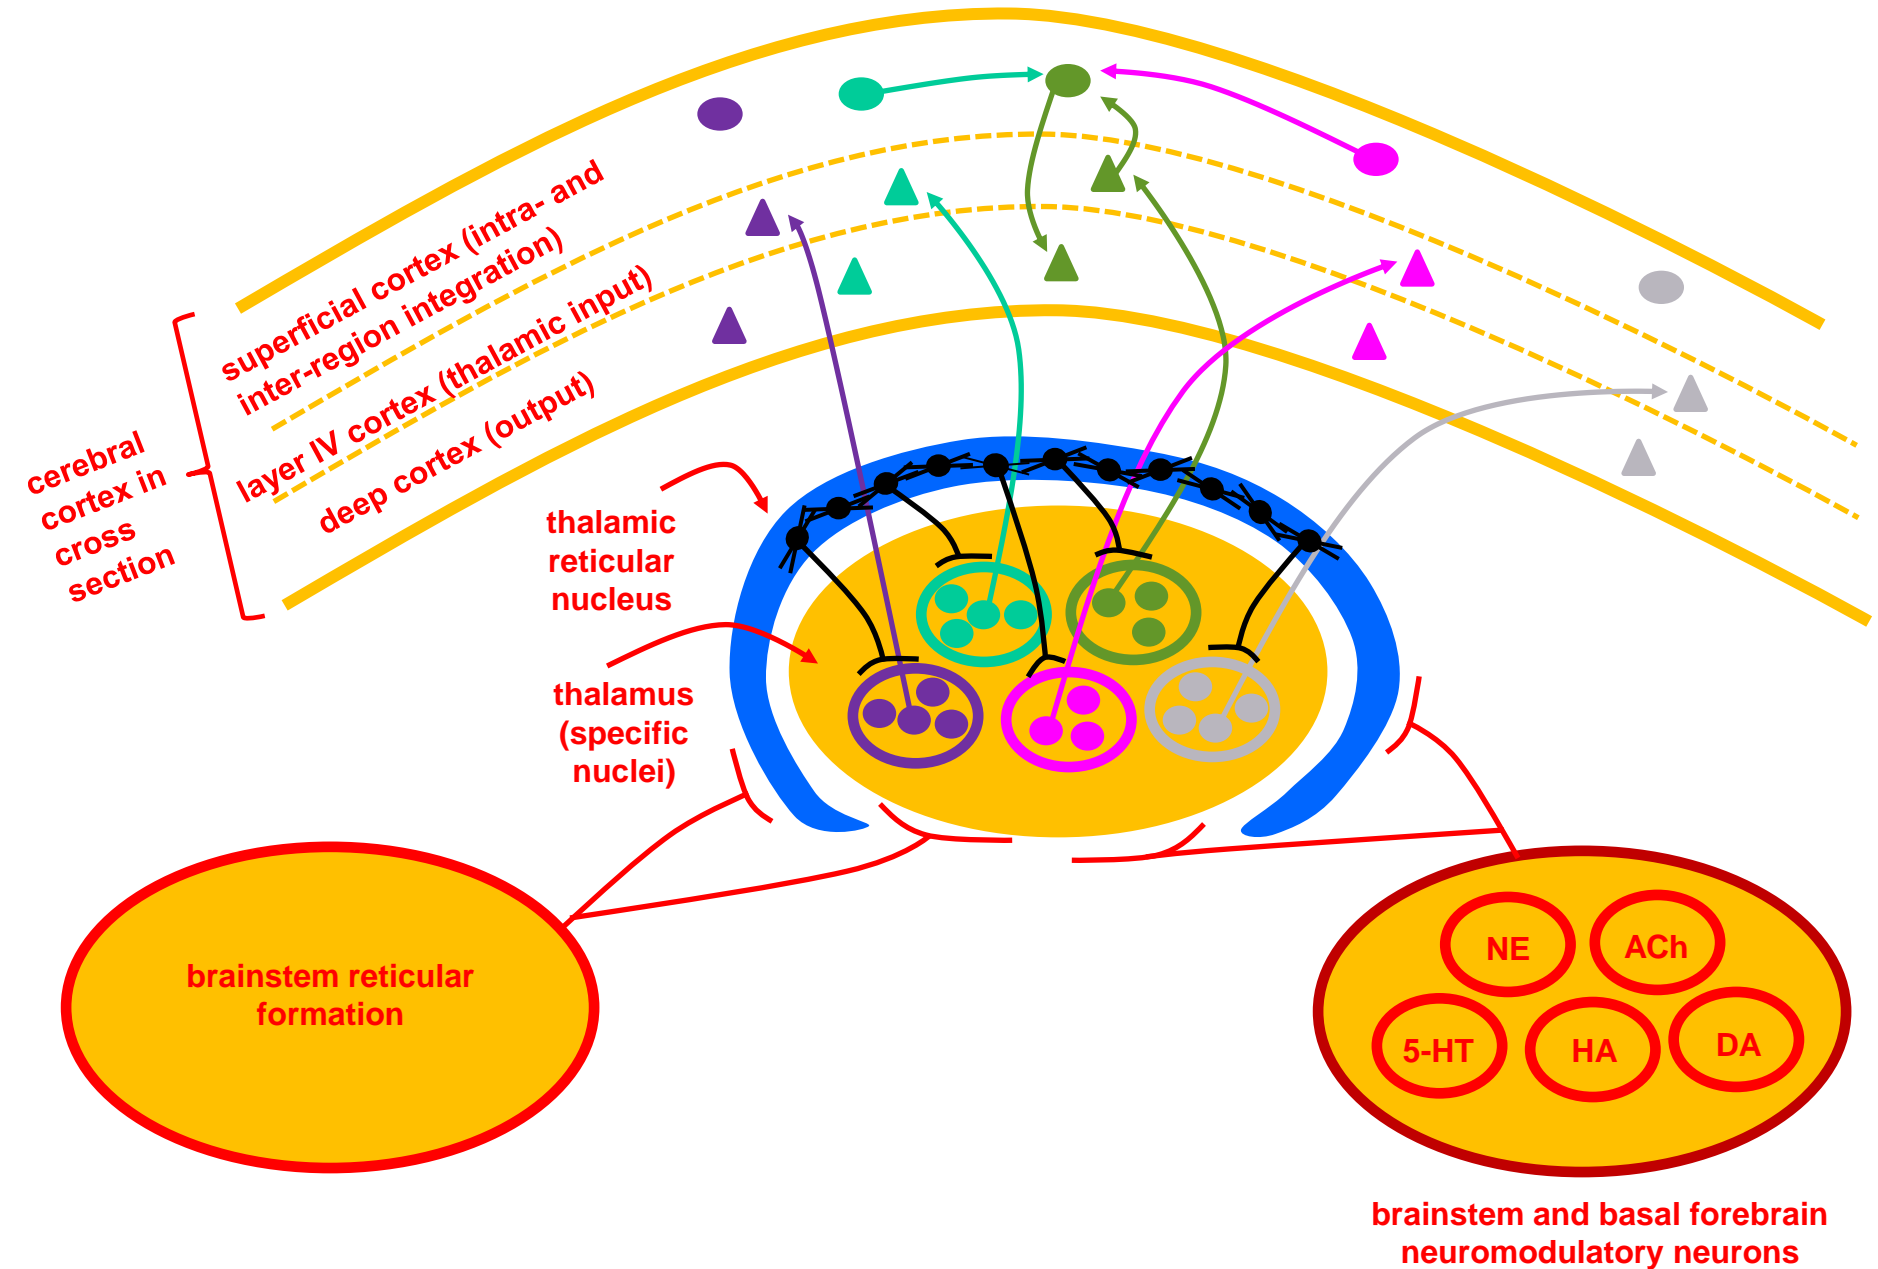 superficial cortex (intra- and
inter-region integration)
layer IV cortex (thalamic input)
deep cortex (output)
cerebral
cortex in
cross
section
thalamic
reticular
nucleus
thalamus
(specific
nuclei)
brainstem reticular
formation
NE
ACh
5-HT
HA
DA
brainstem and basal forebrain
neuromodulatory neurons